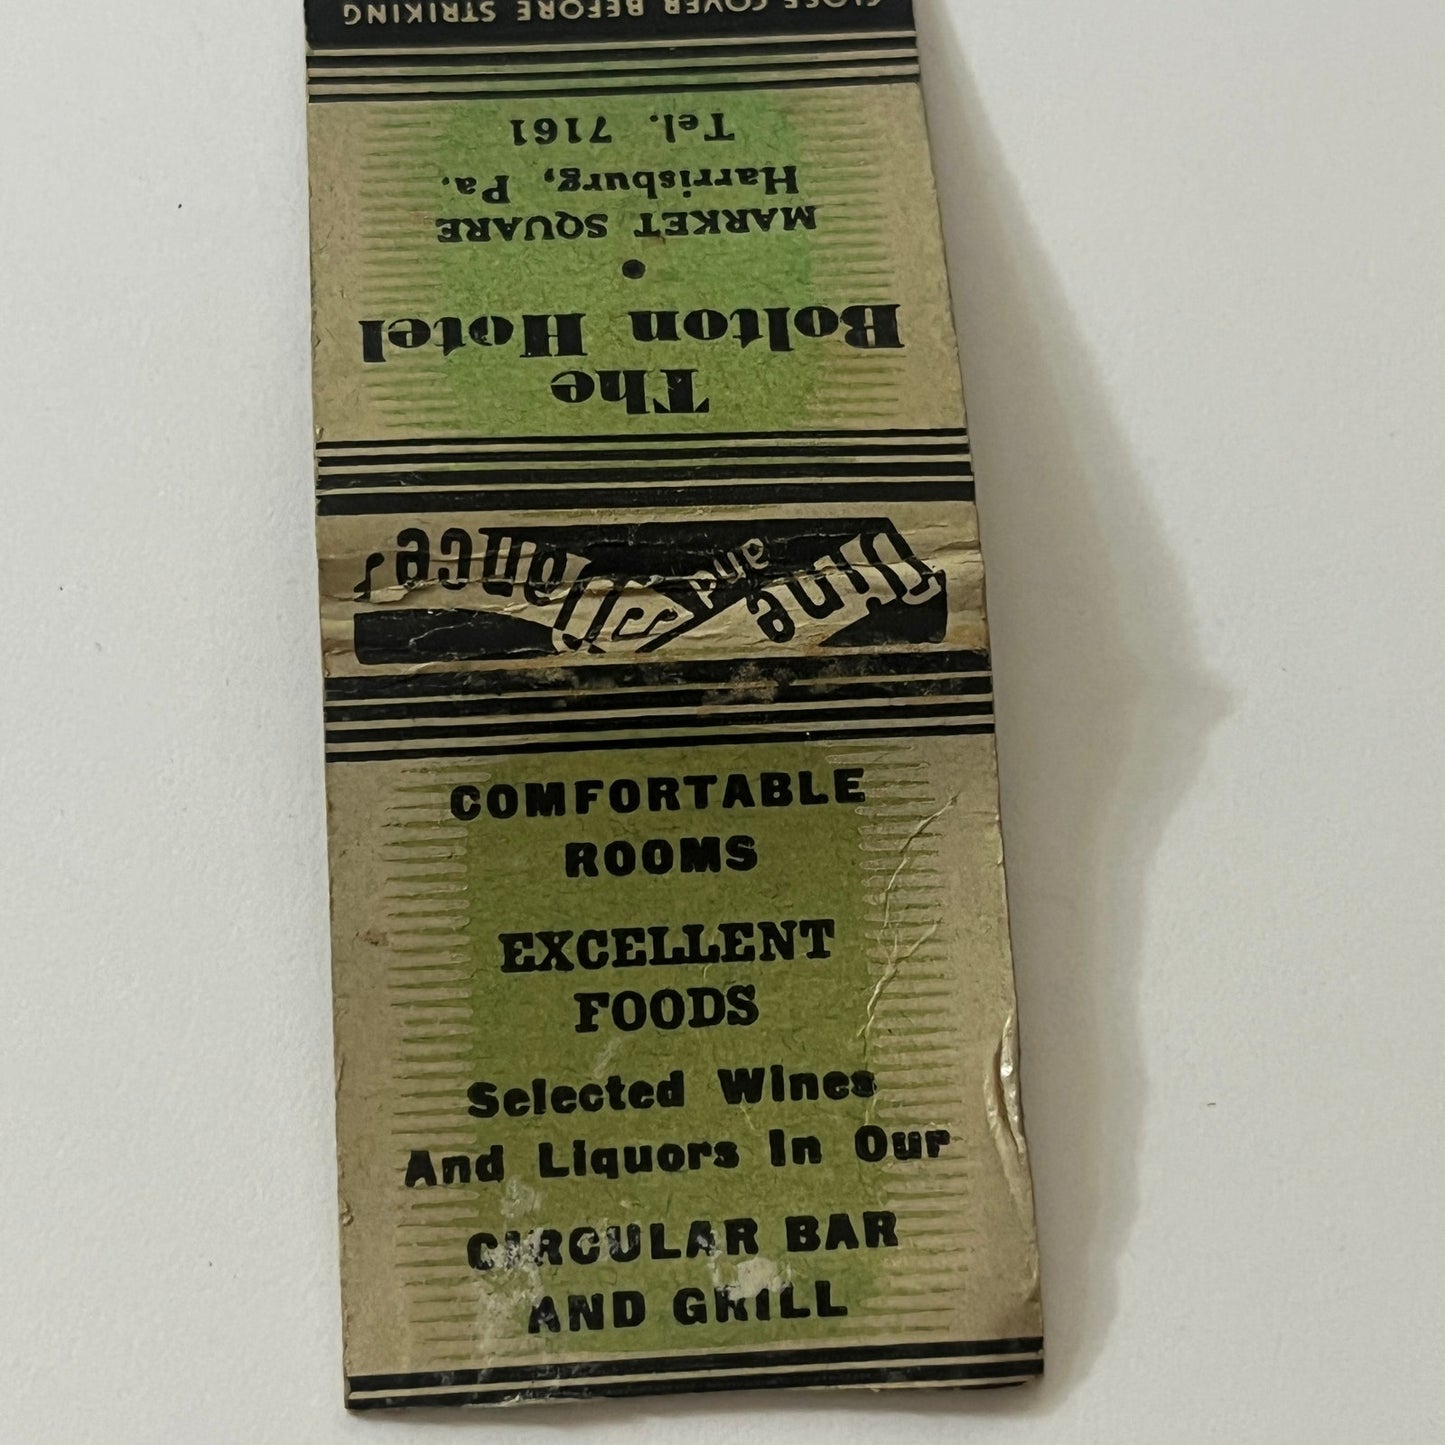 CLOSE COVER BEFORE STRIKING
The
Bolton Hotel
•
MARKET SQUARE
Harrisburg, Pa.
Tel. 7161
Dine and Dance
COMFORTABLE
ROOMS
EXCELLENT
FOODS
Selected Wines
And Liquors In Our
CIRCULAR BAR
AND GRILL